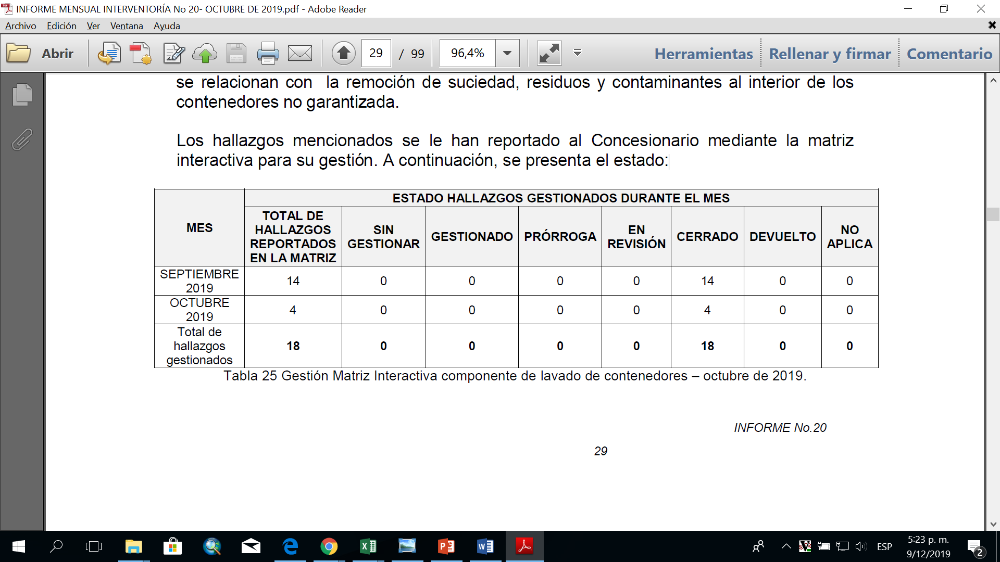 INFORME MENSUAL INTERVENTORÍA No 20- OCTUBRE DE 2019.pdf - Adobe Reader
Archivo Edición Ver Ventana Ayuda
Abrir 29 / 99 96,4% Herramientas Rellenar y firmar Comentario
se relacionan con la remoción de suciedad, residuos y contaminantes al interior de los
contenedores no garantizada.
Los hallazgos mencionados se le han reportado al Concesionario mediante la matriz
interactiva para su gestión. A continuación, se presenta el estado:
MES
ESTADO HALLAZGOS GESTIONADOS DURANTE EL MES
TOTAL DE
HALLAZGOS
REPORTADOS
EN LA MATRIZ
SIN
GESTIONAR
GESTIONADO
PRÓRROGA
EN
REVISIÓN
CERRADO
DEVUELTO
NO
APLICA
SEPTIEMBRE
2019
14 0 0 0 0 14 0 0
OCTUBRE
2019
4 0 0 0 0 4 0 0
Total de
hallazgos
gestionados
18 0 0 0 0 18 0 0
Tabla 25 Gestión Matriz Interactiva componente de lavado de contenedores – octubre de 2019.
INFORME No.20
29
ESP
5:23 p. m.
9/12/2019
2